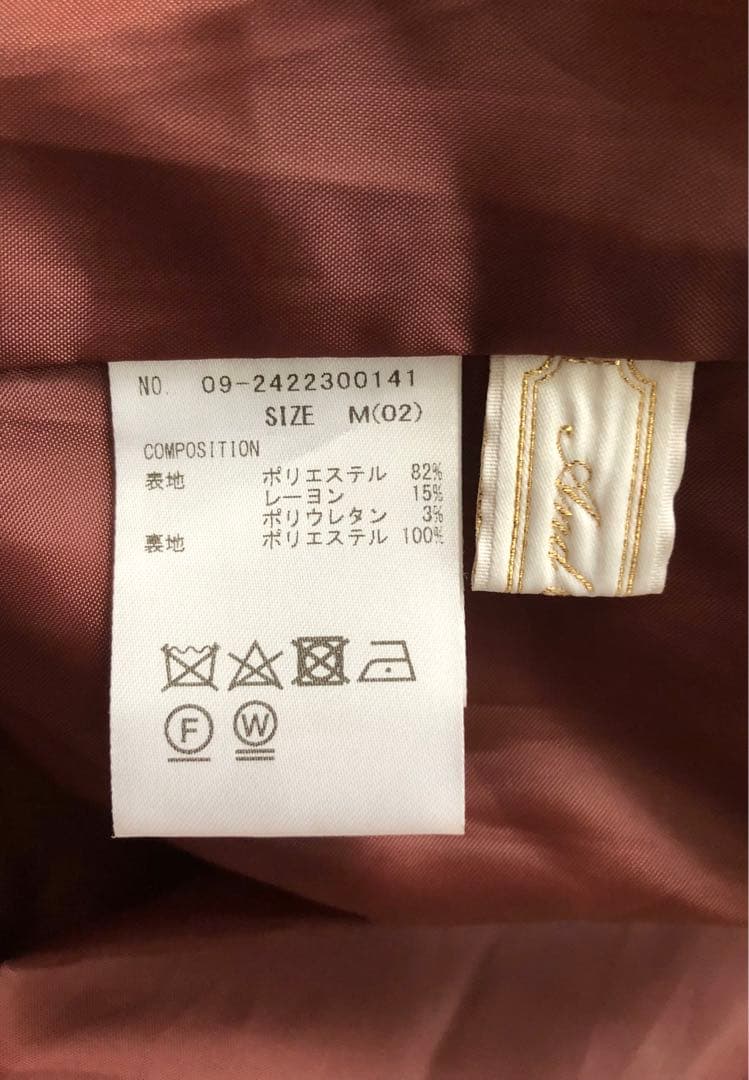 NO. 09-2422300141
SIZE M(02)
COMPOSITION
表地 ポリエステル 82%
レーヨン 15%
ポリウレタン 3%
裏地 ポリエステル 100%
F W